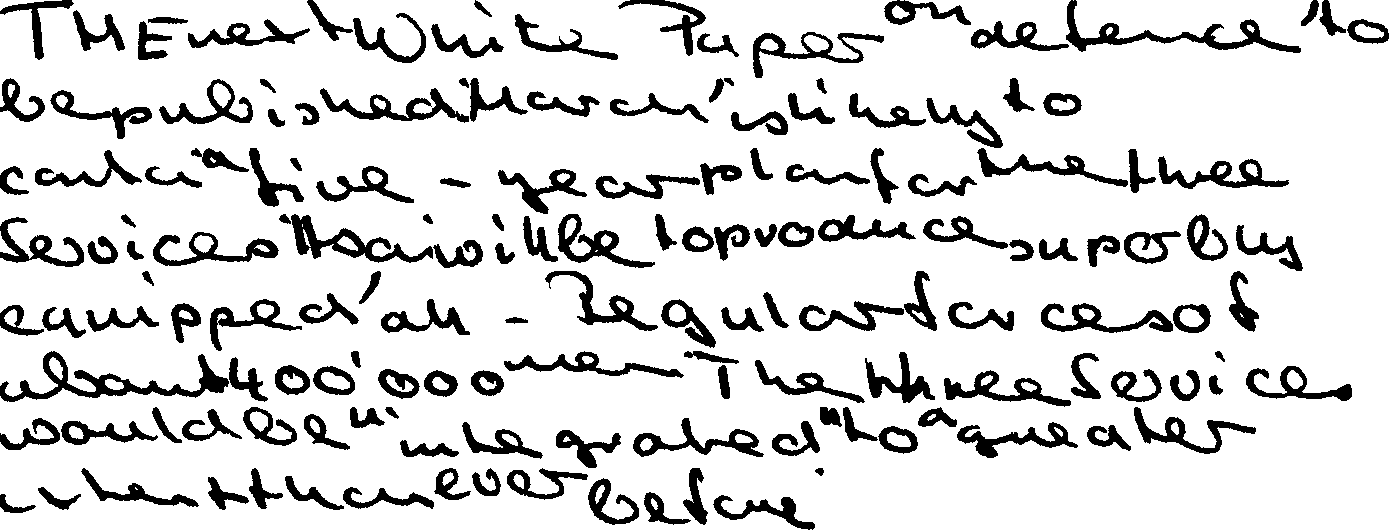 THE next White Paper on defence to
be published March is likely to
contain a five-year plan for the three
Services. It's aim will be to produce superbly
equipped all-Regular forces of
about 400,000 men. The three Services
would be integrated to a greater
extent than ever before.